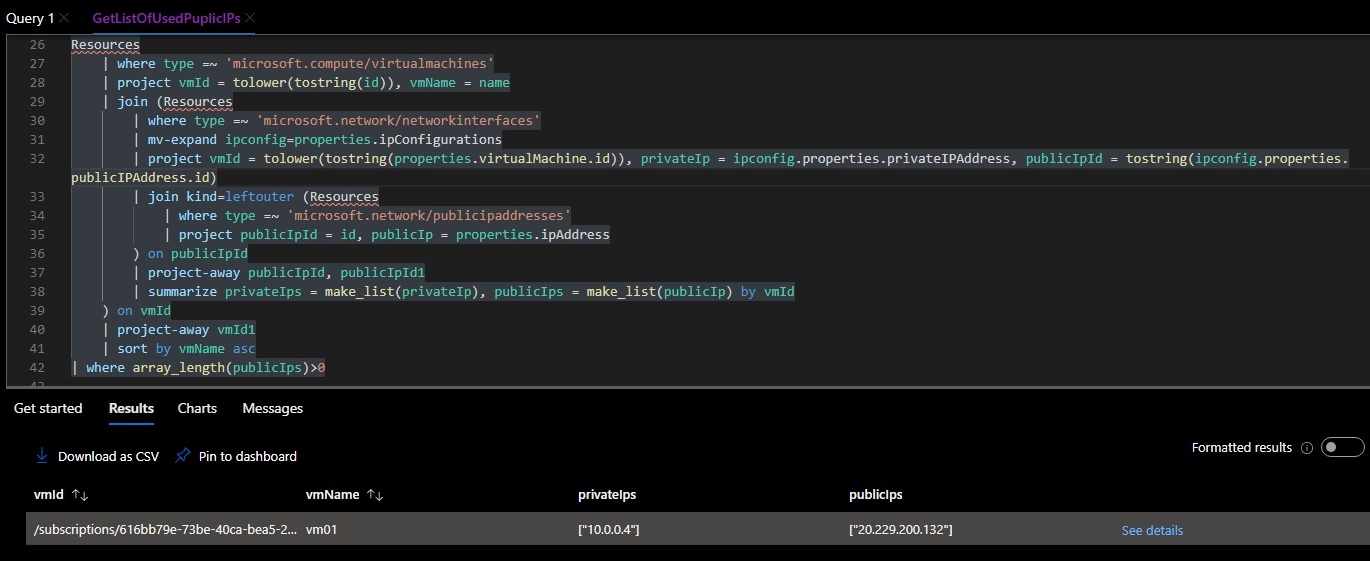 Query 1
GetListOfUsedPuplicIPs
26 Resources
27 | where type =~ 'microsoft.compute/virtualmachines'
28 | project vmId = tolower(tostring(id)), vmName = name
29 | join (Resources
30 | where type =~ 'microsoft.network/networkinterfaces'
31 | mv-expand ipconfig=properties.ipConfigurations
32 | project vmId = tolower(tostring(properties.virtualMachine.id)), privateIp = ipconfig.properties.privateIPAddress, publicIpId = tostring(ipconfig.properties.
publicIPAddress.id)
33 | join kind=leftouter (Resources
34 | where type =~ 'microsoft.network/publicipaddresses'
35 | project publicIpId = id, publicIp = properties.ipAddress
36 ) on publicIpId
37 | project-away publicIpId, publicIpId1
38 | summarize privateIps = make_list(privateIp), publicIps = make_list(publicIp) by vmId
39 ) on vmId
40 | project-away vmId1
41 | sort by vmName asc
42 | where array_length(publicIps)>0
43
Get started Results Charts Messages
Download as CSV Pin to dashboard
Formatted results
vmId vmName privateIps publicIps
/subscriptions/616bb79e-73be-40ca-bea5-2... vm01 ["10.0.0.4"] ["20.229.200.132"] See details